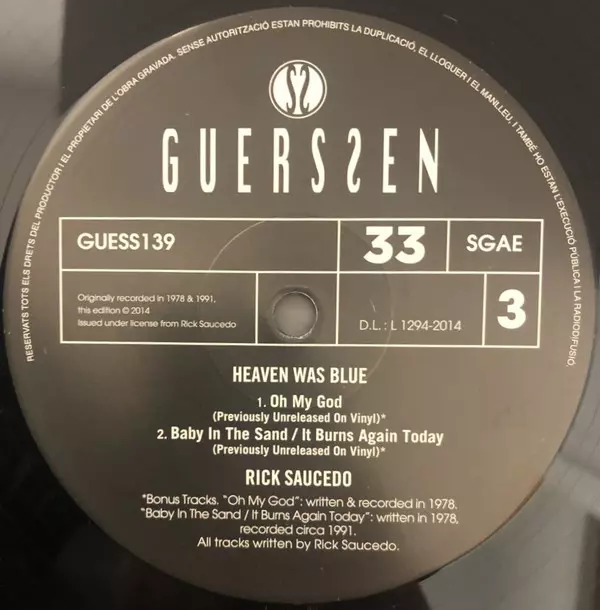 RESERVATS TOTS ELS DRETS DEL PRODUCTOR I EL PROPIETARI DE L'OBRA GRAVADA. SENSE AUTORITZACIÓ ESTAN PROHIBITS LA DUPLICACIÓ, EL LLOGUER I EL MANLLEU, I TAMBÉ HO ESTAN L'EXECUCIÓ PÚBLICA I LA RADIODIFUSIÓ.
GUERSSEN
GUESS139
33
SGAE
Originally recorded in 1978 & 1991,
this edition © 2014
Issued under license from Rick Saucedo
D.L.: L 1294-2014
3
HEAVEN WAS BLUE
1. Oh My God
(Previously Unreleased On Vinyl)*
2. Baby In The Sand / It Burns Again Today
(Previously Unreleased On Vinyl)*
RICK SAUCEDO
*Bonus Tracks. "Oh My God": written & recorded in 1978.
"Baby In The Sand / It Burns Again Today": written in 1978,
recorded circa 1991.
All tracks written by Rick Saucedo.